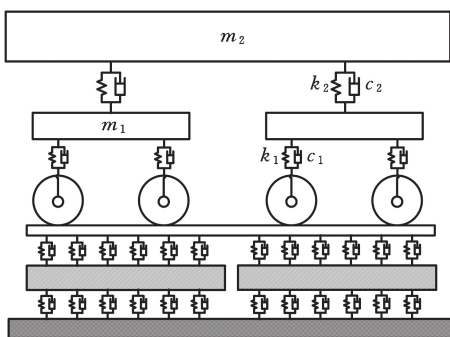 m₂
k₂ c₂
m₁
k₁ c₁